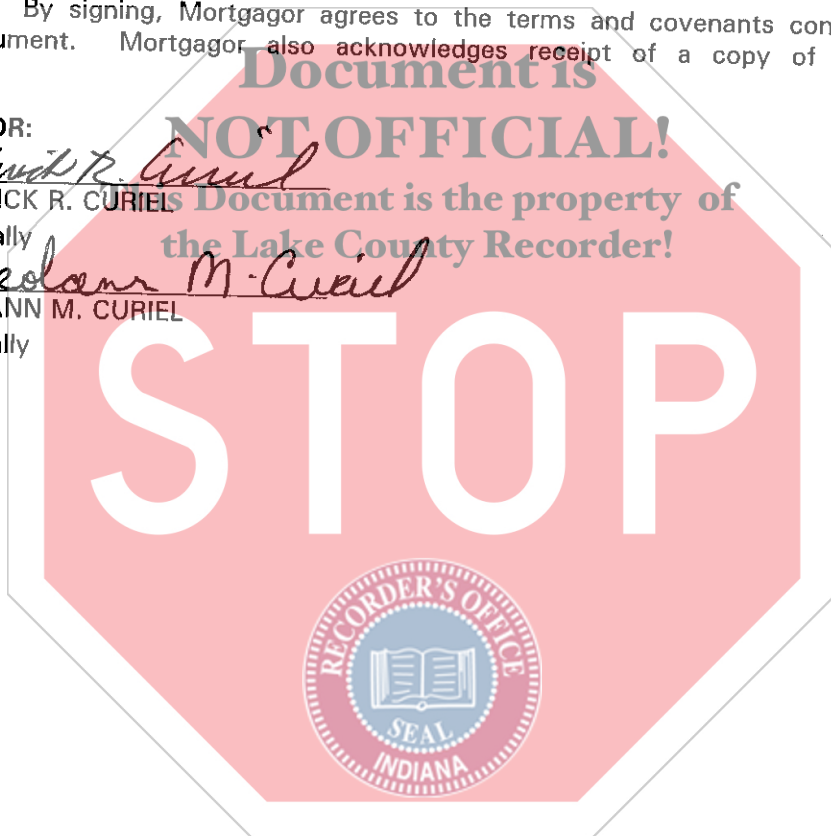 By signing, Mortgagor agrees to the terms and covenants con
ument. Mortgagor also acknowledges receipt of a copy of
Document is
NOT OFFICIAL!
This Document is the property of
the Lake County Recorder!
OR:
R. Curiel
ICK R. CURIEL
ally
M. Curiel
ANN M. CURIEL
ally
STOP
RECORDER'S OFFICE
SEAL
INDIANA